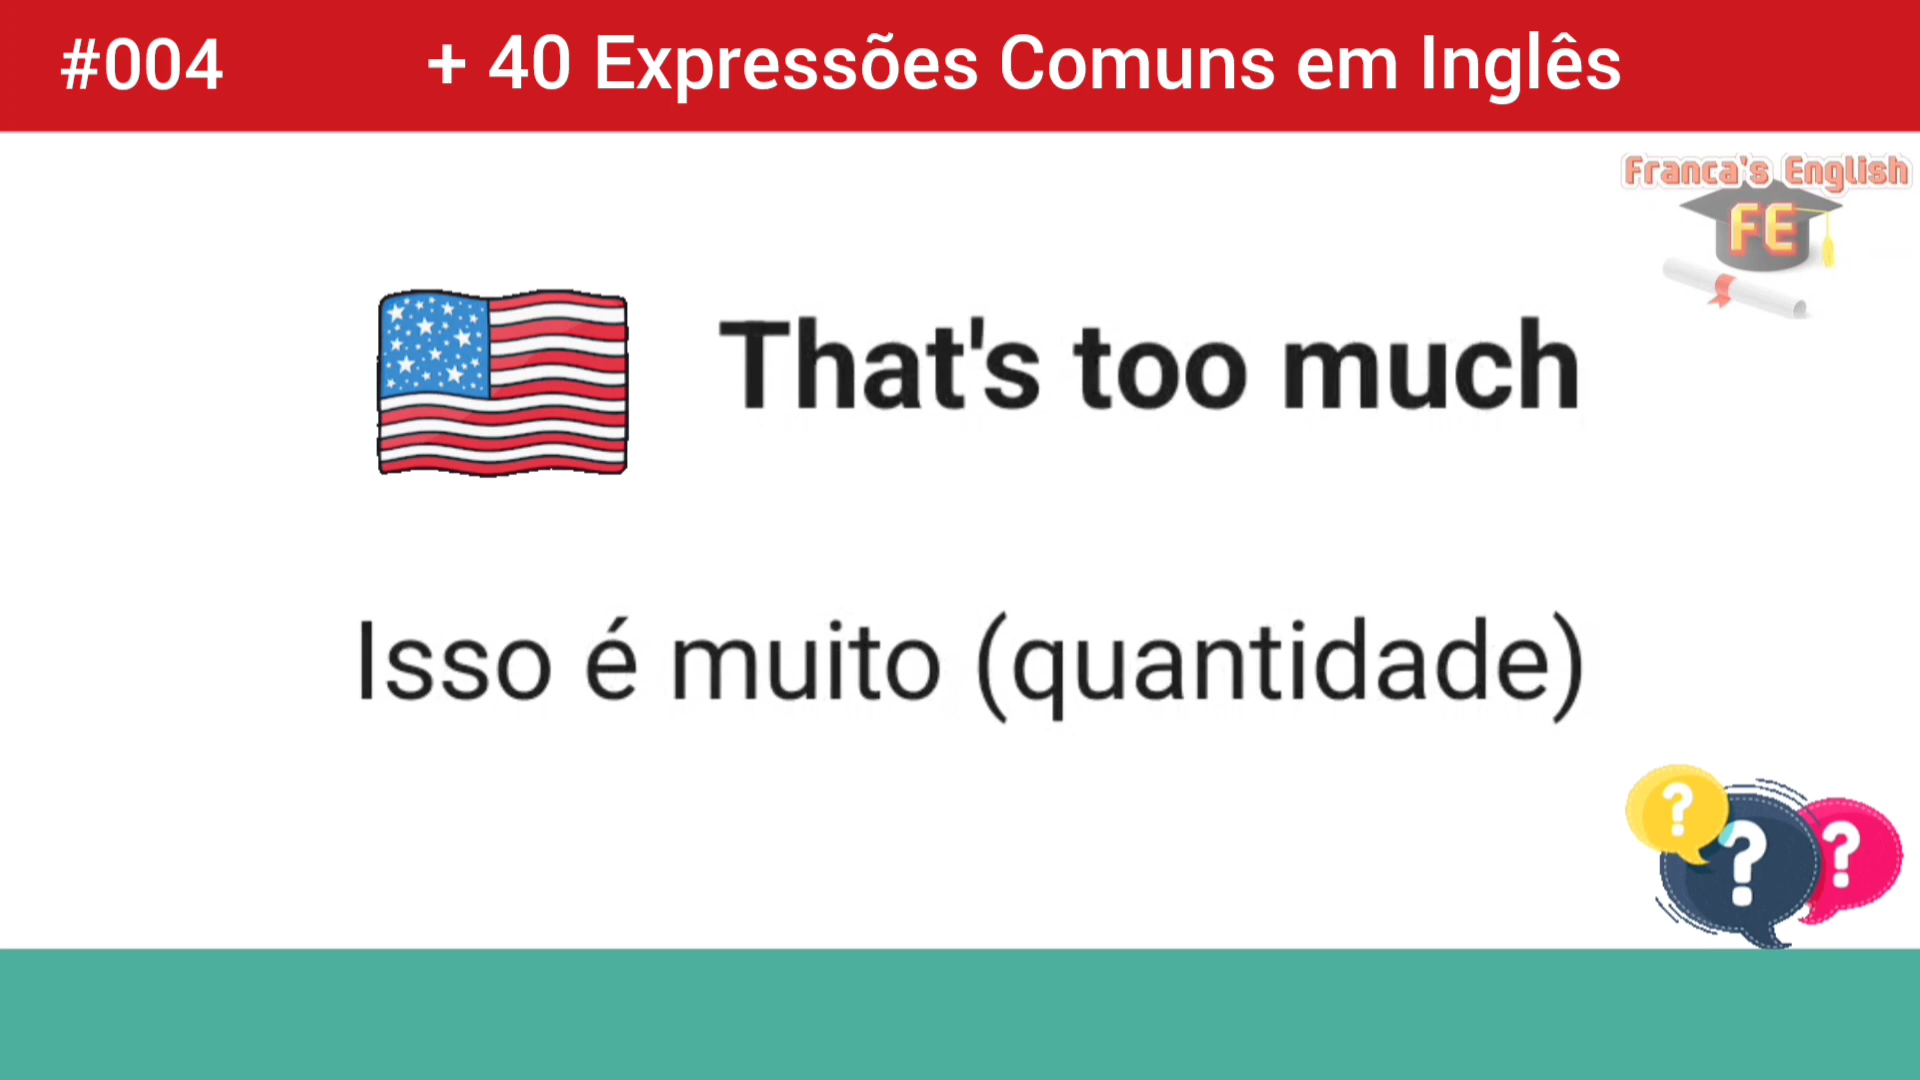 #004 + 40 Expressões Comuns em Inglês
Franca's English
FE
That's too much
Isso é muito (quantidade)
? ? ?